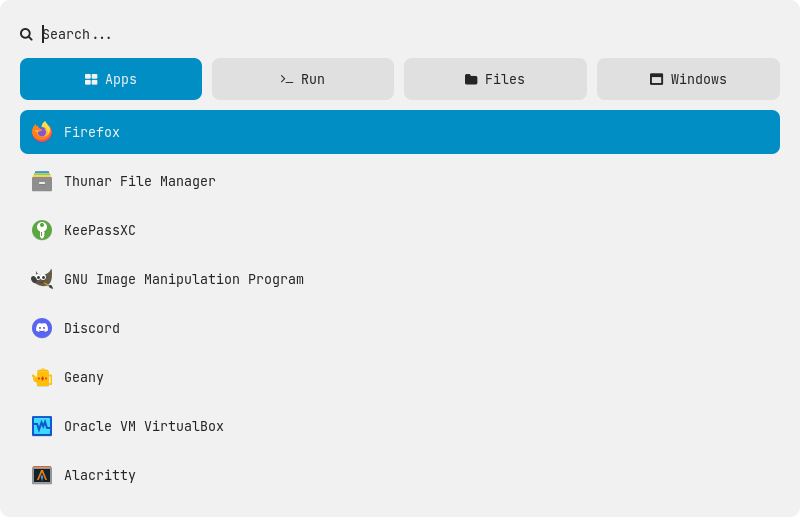 Search...
Apps Run Files Windows
Firefox
Thunar File Manager
KeePassXC
GNU Image Manipulation Program
Discord
Geany
Oracle VM VirtualBox
Alacritty